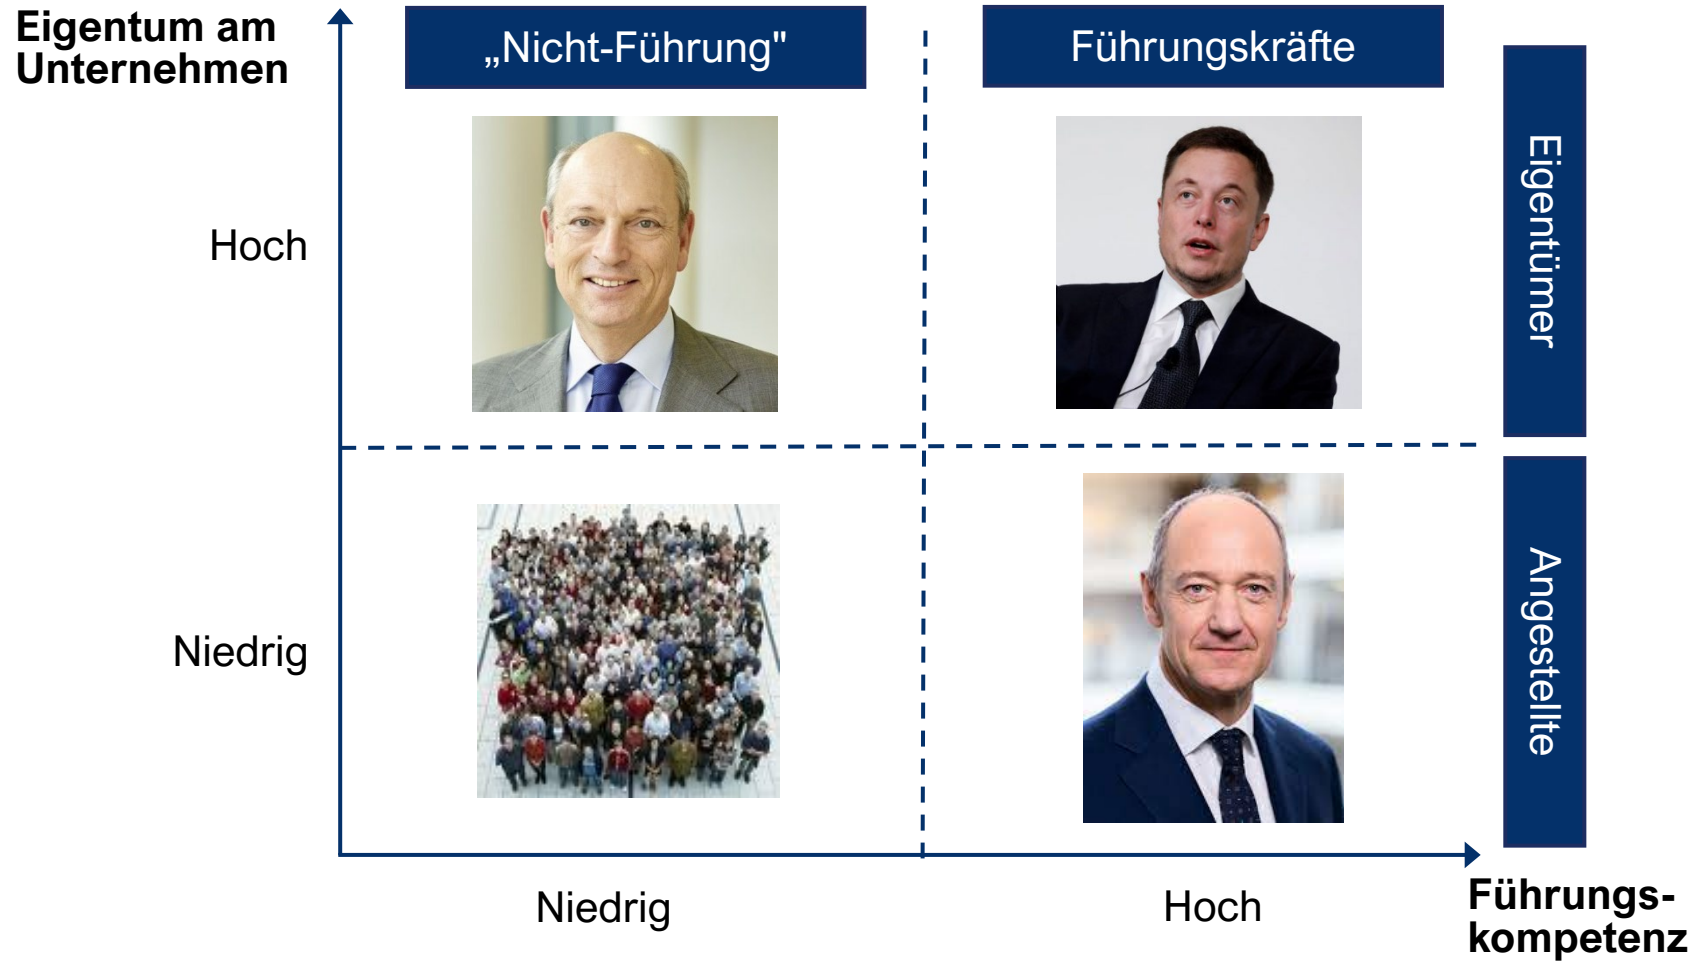 Eigentum am
Unternehmen
„Nicht-Führung"
Führungskräfte
Eigentümer
Hoch
Niedrig
Angestellte
Niedrig
Hoch
Führungs-
kompetenz